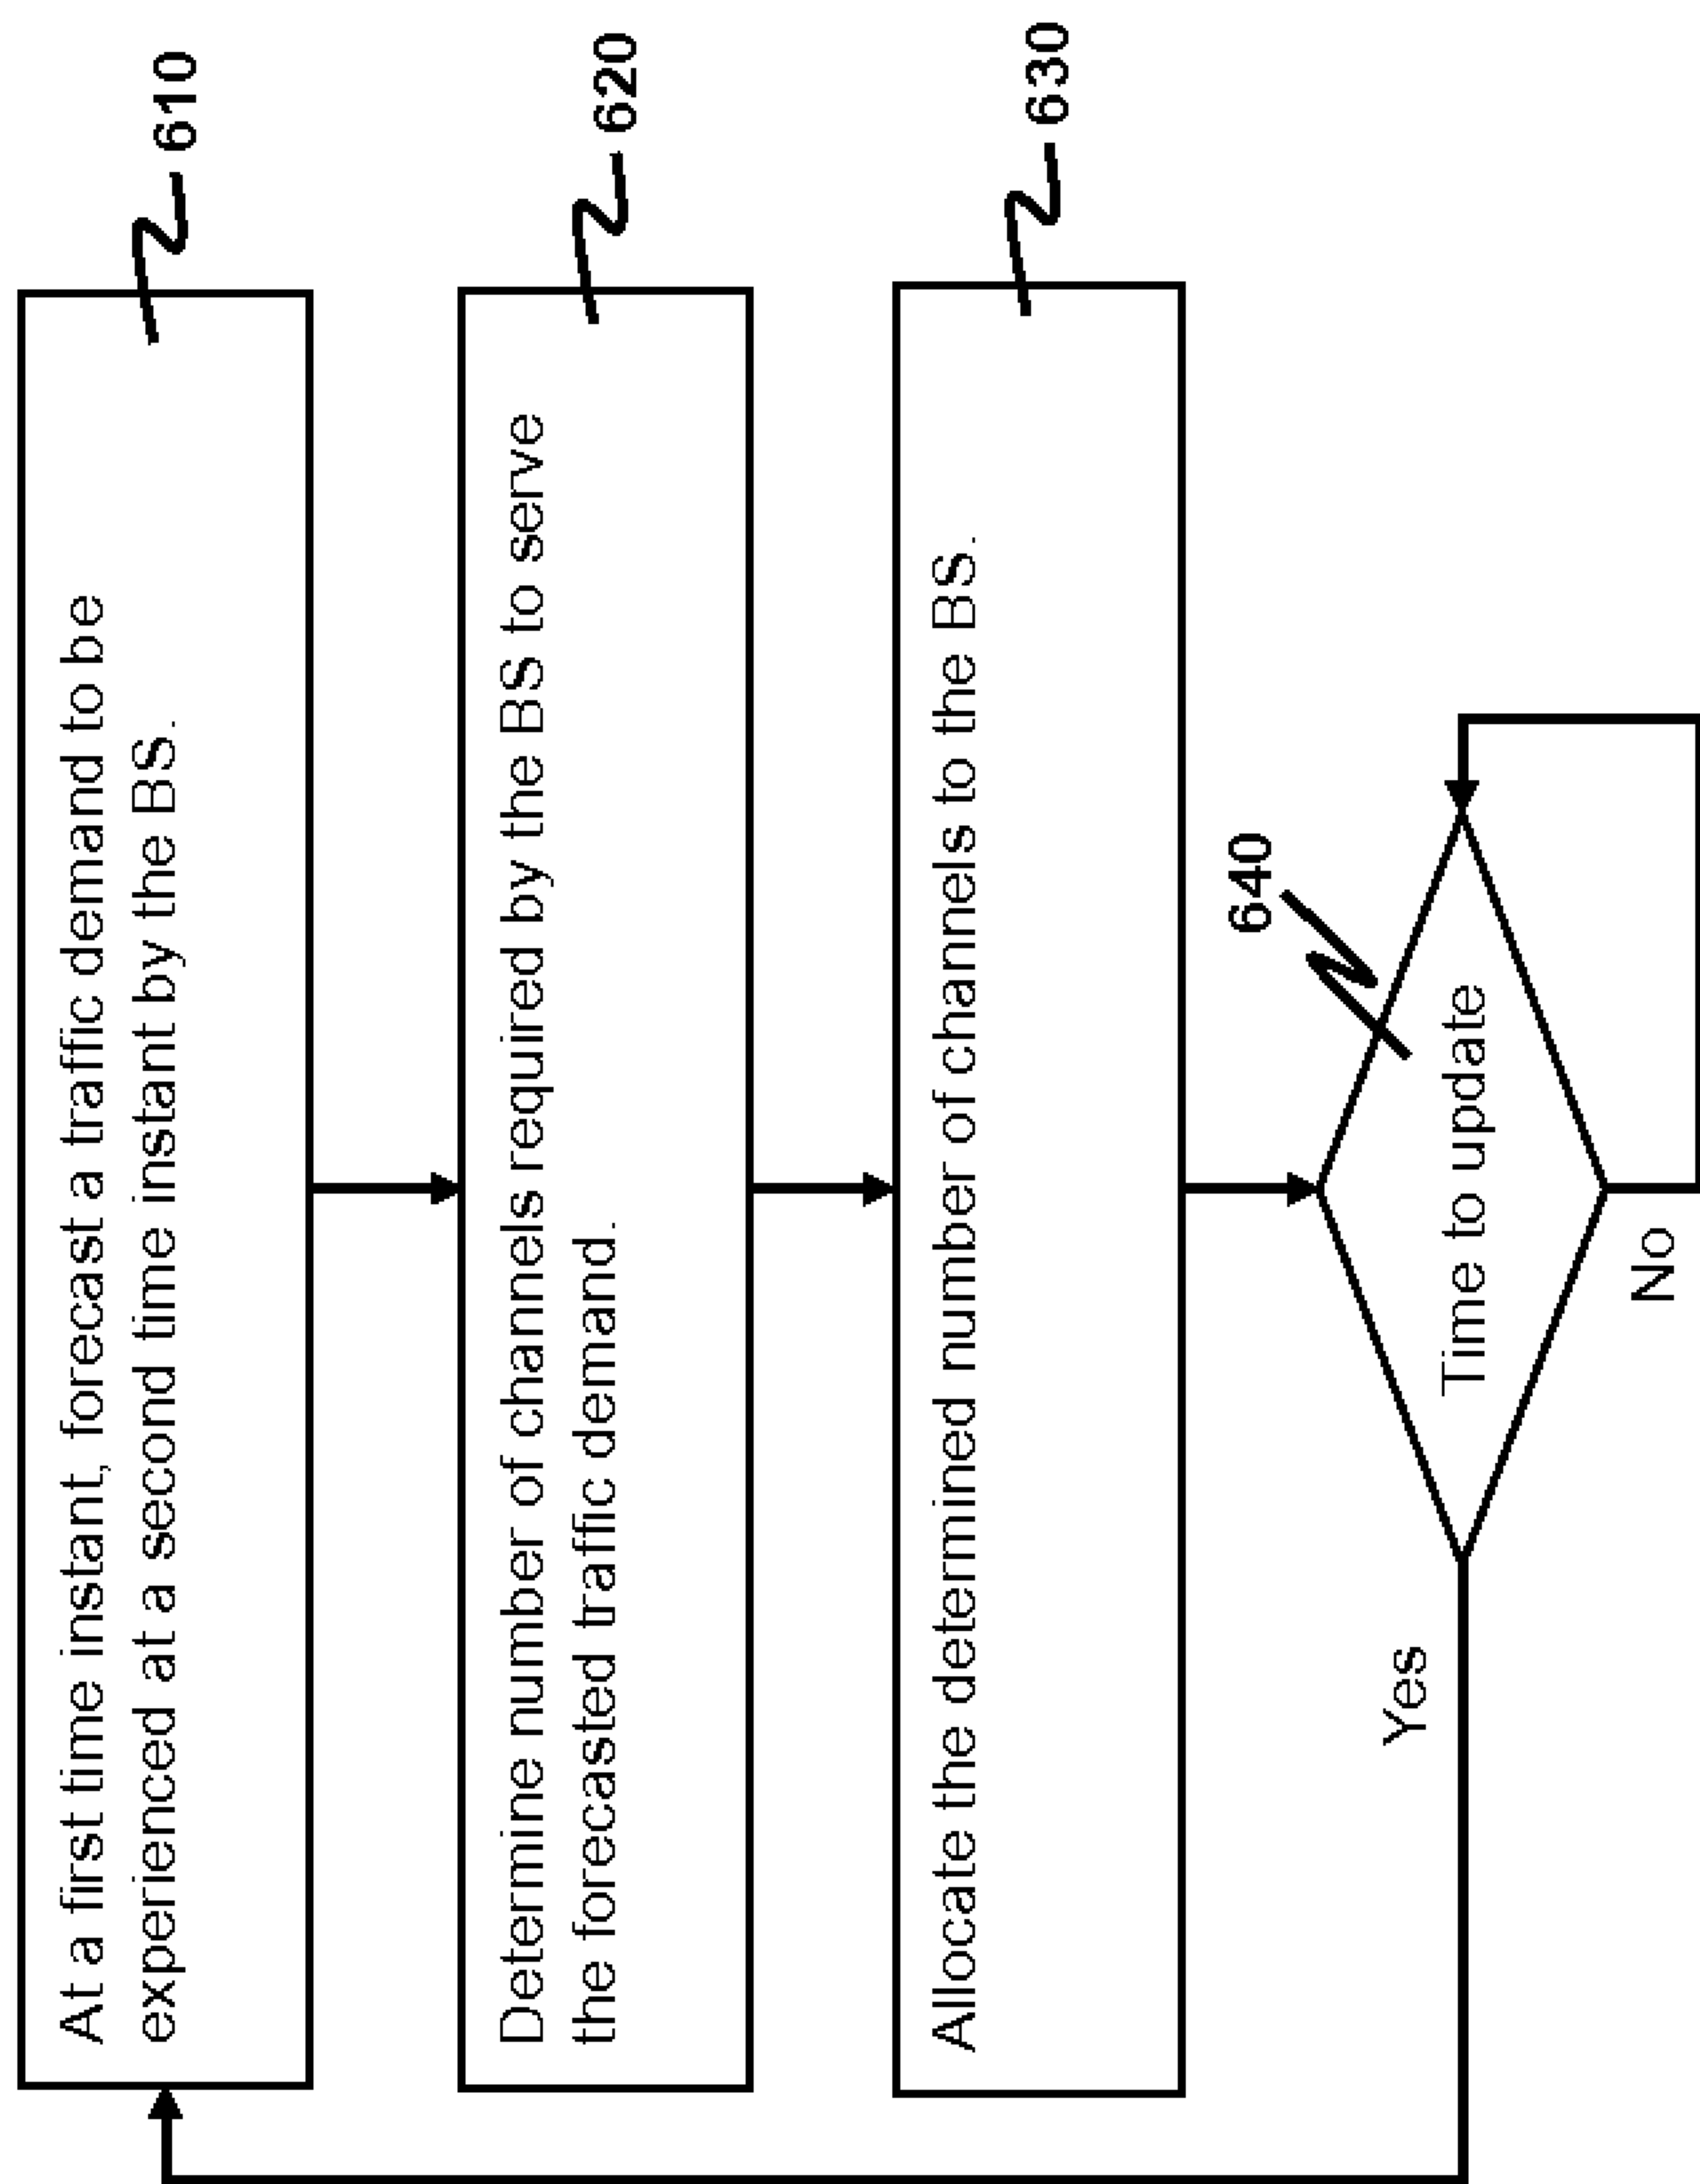 At a first time instant, forecast a traffic demand to be
experienced at a second time instant by the BS.
610
Determine number of channels required by the BS to serve
the forecasted traffic demand.
620
Allocate the determined number of channels to the BS.
630
640
Time to update
Yes
No